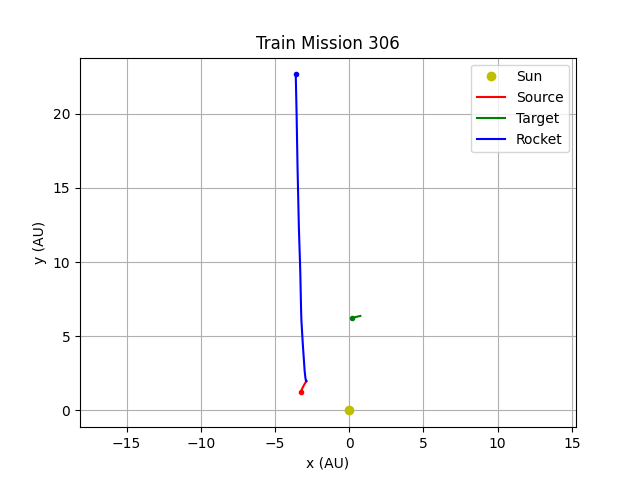 Train Mission 306
Sun
Source
Target
Rocket
y (AU)
20
15
10
5
0
−15
−10
−5
0
5
10
15
x (AU)